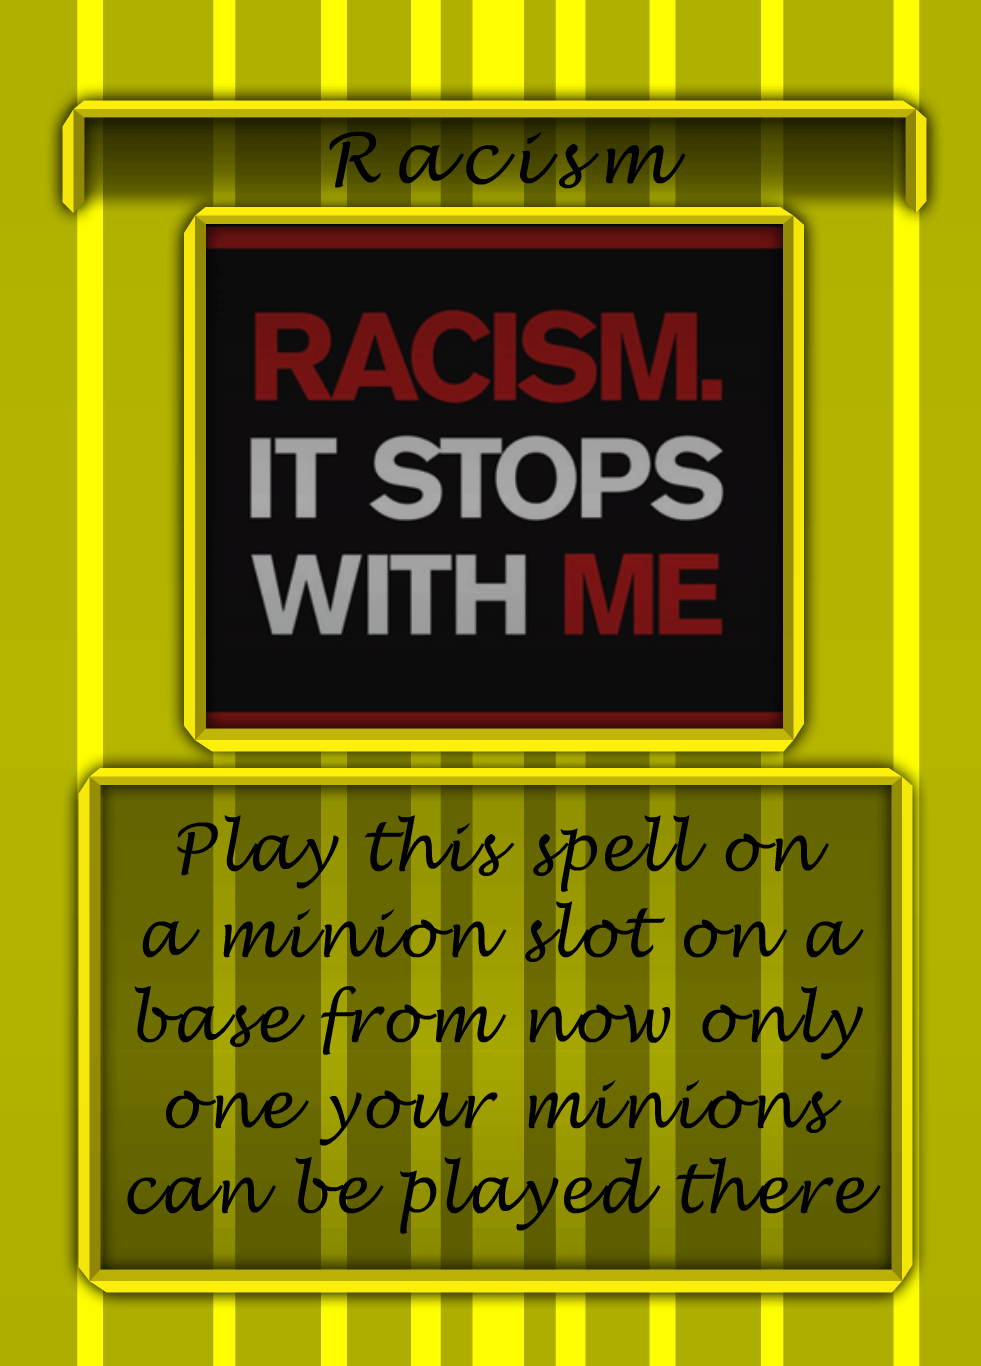 Racism
RACISM.
IT STOPS
WITH ME
Play this spell on
a minion slot on a
base from now only
one your minions
can be played there